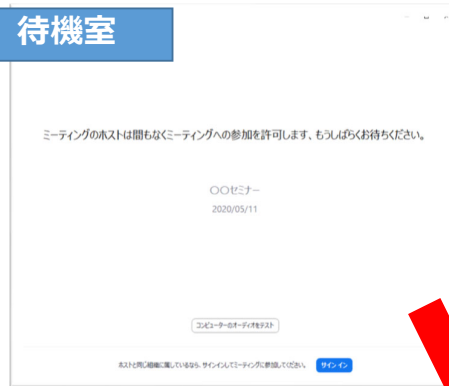 待機室
ミーティングのホストは間もなくミーティングへの参加を許可します、もうしばらくお待ちください。
〇〇セミナー
2020/05/11
コンピューターのオーディオをテスト
ホストと同じ組織に属しているなら、サインインしてミーティングに参加してください。 サインイン